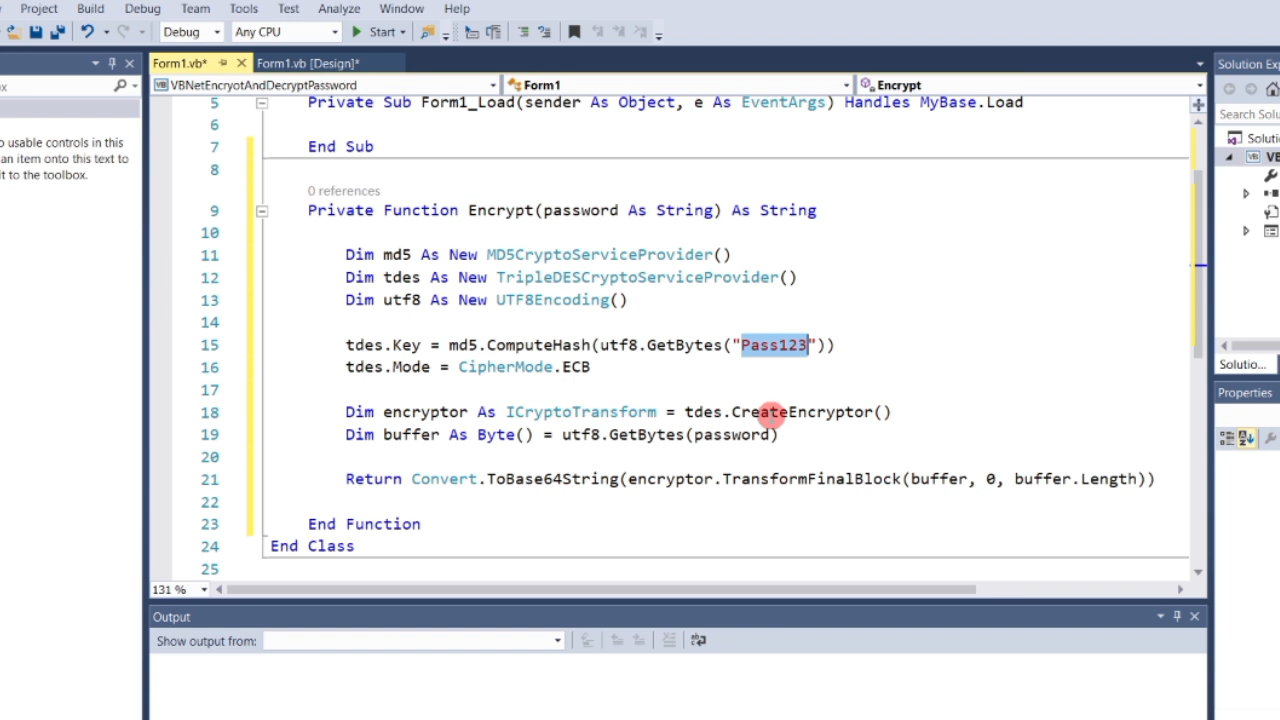 Project Build Debug Team Tools Test Analyze Window Help
Debug Any CPU Start
Form1.vb* Form1.vb [Design]* Solution Exp
VBNetEncryotAndDecryptPassword Form1 Encrypt
Search Solu
Soluti
VB
o usable controls in this
an item onto this text to
it to the toolbox.
5 Private Sub Form1_Load(sender As Object, e As EventArgs) Handles MyBase.Load
6
7 End Sub
8
0 references
9 Private Function Encrypt(password As String) As String
10
11 Dim md5 As New MD5CryptoServiceProvider()
12 Dim tdes As New TripleDESCryptoServiceProvider()
13 Dim utf8 As New UTF8Encoding()
14
15 tdes.Key = md5.ComputeHash(utf8.GetBytes("Pass123"))
16 tdes.Mode = CipherMode.ECB
17
18 Dim encryptor As ICryptoTransform = tdes.CreateEncryptor()
19 Dim buffer As Byte() = utf8.GetBytes(password)
20
21 Return Convert.ToBase64String(encryptor.TransformFinalBlock(buffer, 0, buffer.Length))
22
23 End Function
24 End Class
25
131 %
Solutio...
Properties
Output
Show output from: